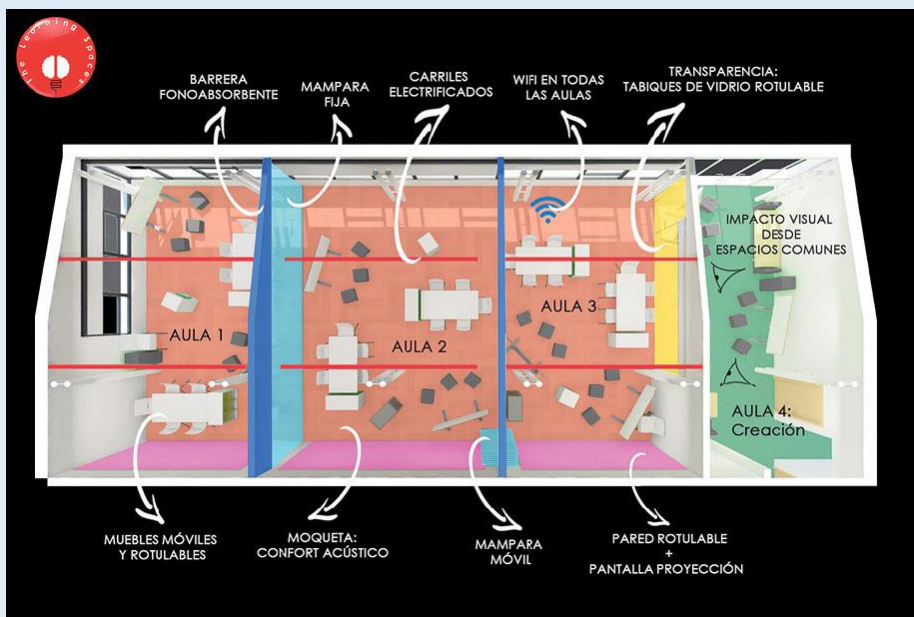 The Learning Spaces
BARRERA
FONOABSORBENTE
MAMPARA
FIJA
CARRILES
ELECTRIFICADOS
WIFI EN TODAS
LAS AULAS
TRANSPARENCIA:
TABIQUES DE VIDRIO ROTULABLE
IMPACTO VISUAL
DESDE
ESPACIOS COMUNES
AULA 1
AULA 2
AULA 3
AULA 4:
Creación
MUEBLES MÓVILES
Y ROTULABLES
MOQUETA:
CONFORT ACÚSTICO
MAMPARA
MÓVIL
PARED ROTULABLE
+
PANTALLA PROYECCIÓN